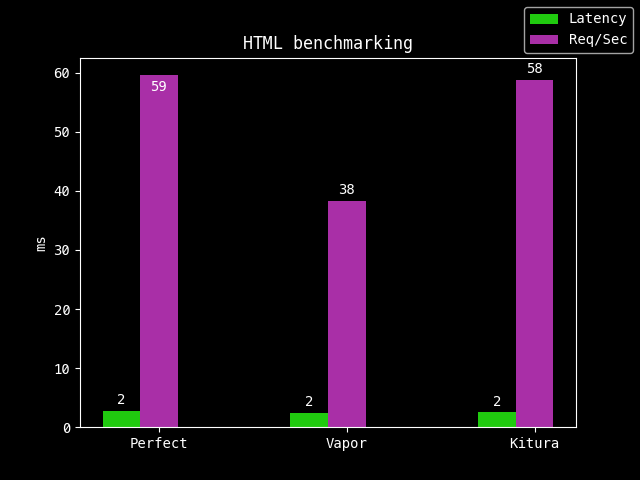 Latency
Req/Sec
HTML benchmarking
60
50
40
30
20
10
0
ms
2
59
2
38
2
58
Perfect
Vapor
Kitura